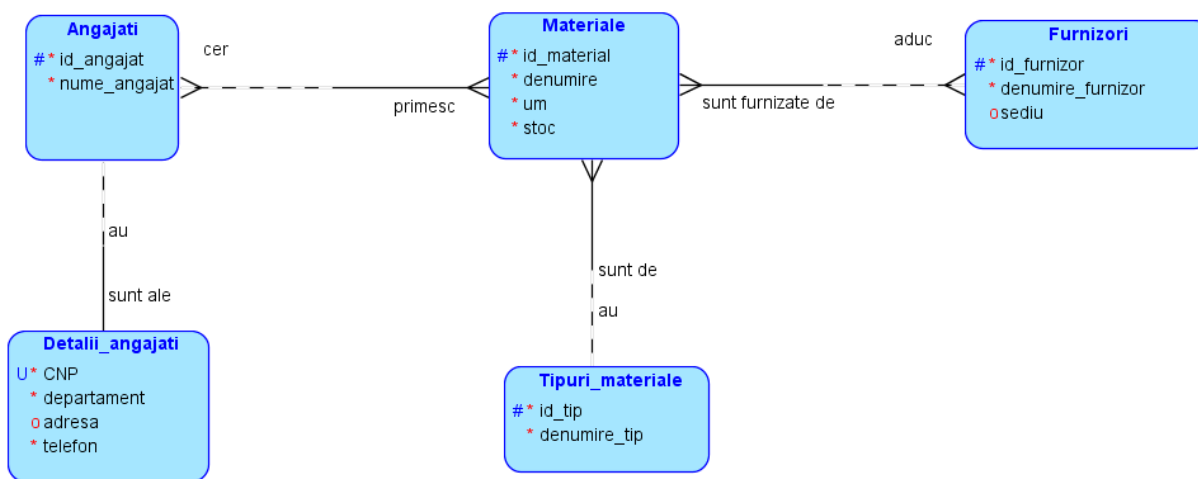 Angajati
# * id_angajat
* nume_angajat
cer
primesc
Materiale
# * id_material
* denumire
* um
* stoc
aduc
sunt furnizate de
Furnizori
# * id_furnizor
* denumire_furnizor
o sediu
au
sunt ale
sunt de
au
Detalii_angajati
U * CNP
* departament
o adresa
* telefon
Tipuri_materiale
# * id_tip
* denumire_tip